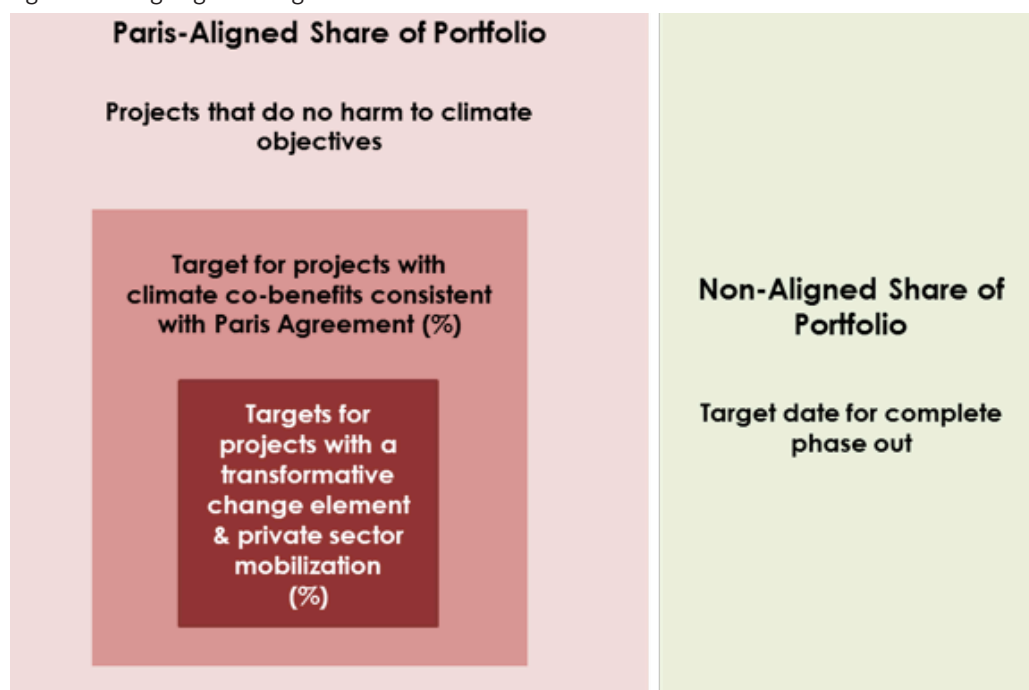 Paris-Aligned Share of Portfolio
Projects that do no harm to climate
objectives
Target for projects with
climate co-benefits consistent
with Paris Agreement (%)
Targets for
projects with a
transformative
change element
& private sector
mobilization
(%)
Non-Aligned Share of
Portfolio
Target date for complete
phase out